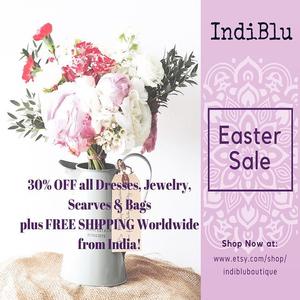 IndiBlu
Easter
Sale
30% OFF all Dresses, Jewelry,
Scarves & Bags
plus FREE SHIPPING Worldwide
from India!
Shop Now at:
www.etsy.com/shop/
indibluboutique